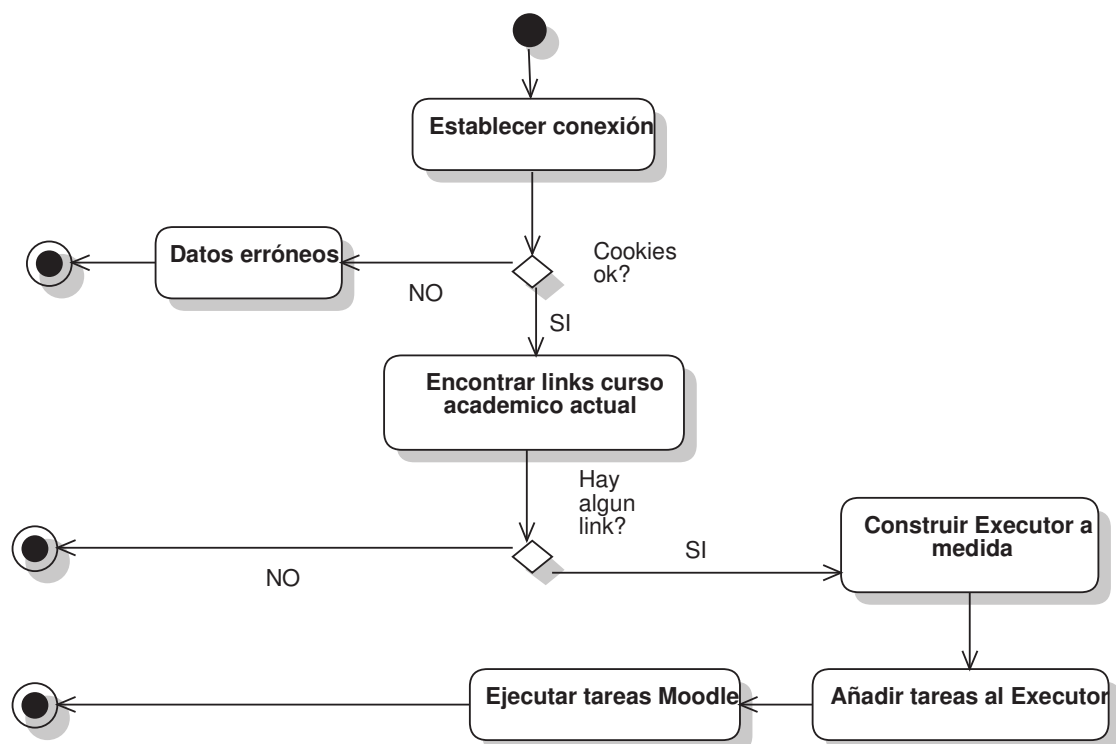 Establecer conexión
Cookies
ok?
Datos erróneos
NO
SI
Encontrar links curso
academico actual
Hay
algun
link?
Construir Executor a
medida
SI
NO
Ejecutar tareas Moodle
Añadir tareas al Executor